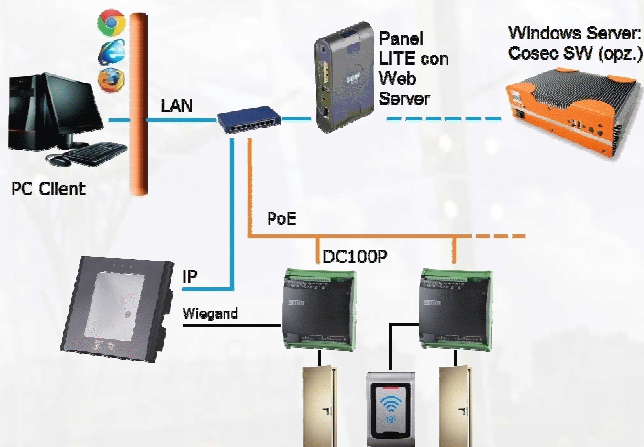 Panel
LITE con
Web
Server
Windows Server:
Cosec SW (opz.)
LAN
PC Client
PoE
DC100P
IP
Wiegand